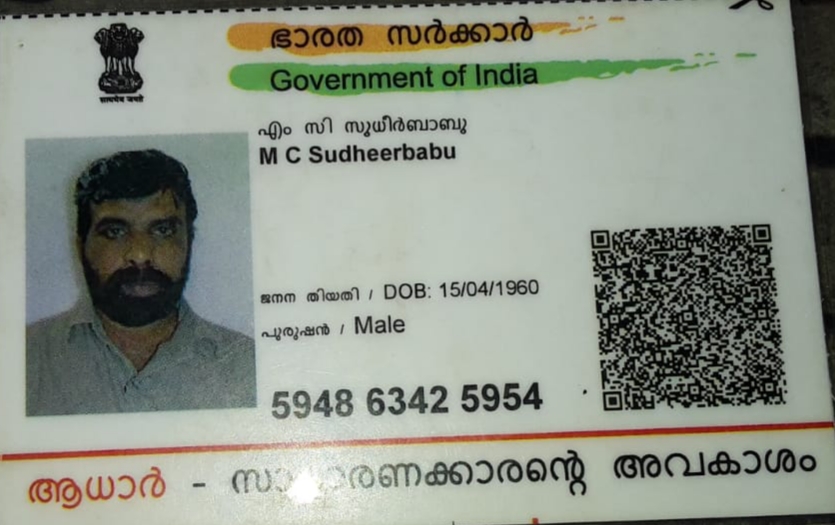 ഭാരത സർക്കാർ
Government of India
सत्यमेव जयते
എം സി സുധീർബാബു
M C Sudheerbabu
ജനന തിയതി / DOB: 15/04/1960
പുരുഷൻ / Male
5948 6342 5954
ആധാർ - സാധാരണക്കാരന്റെ അവകാശം